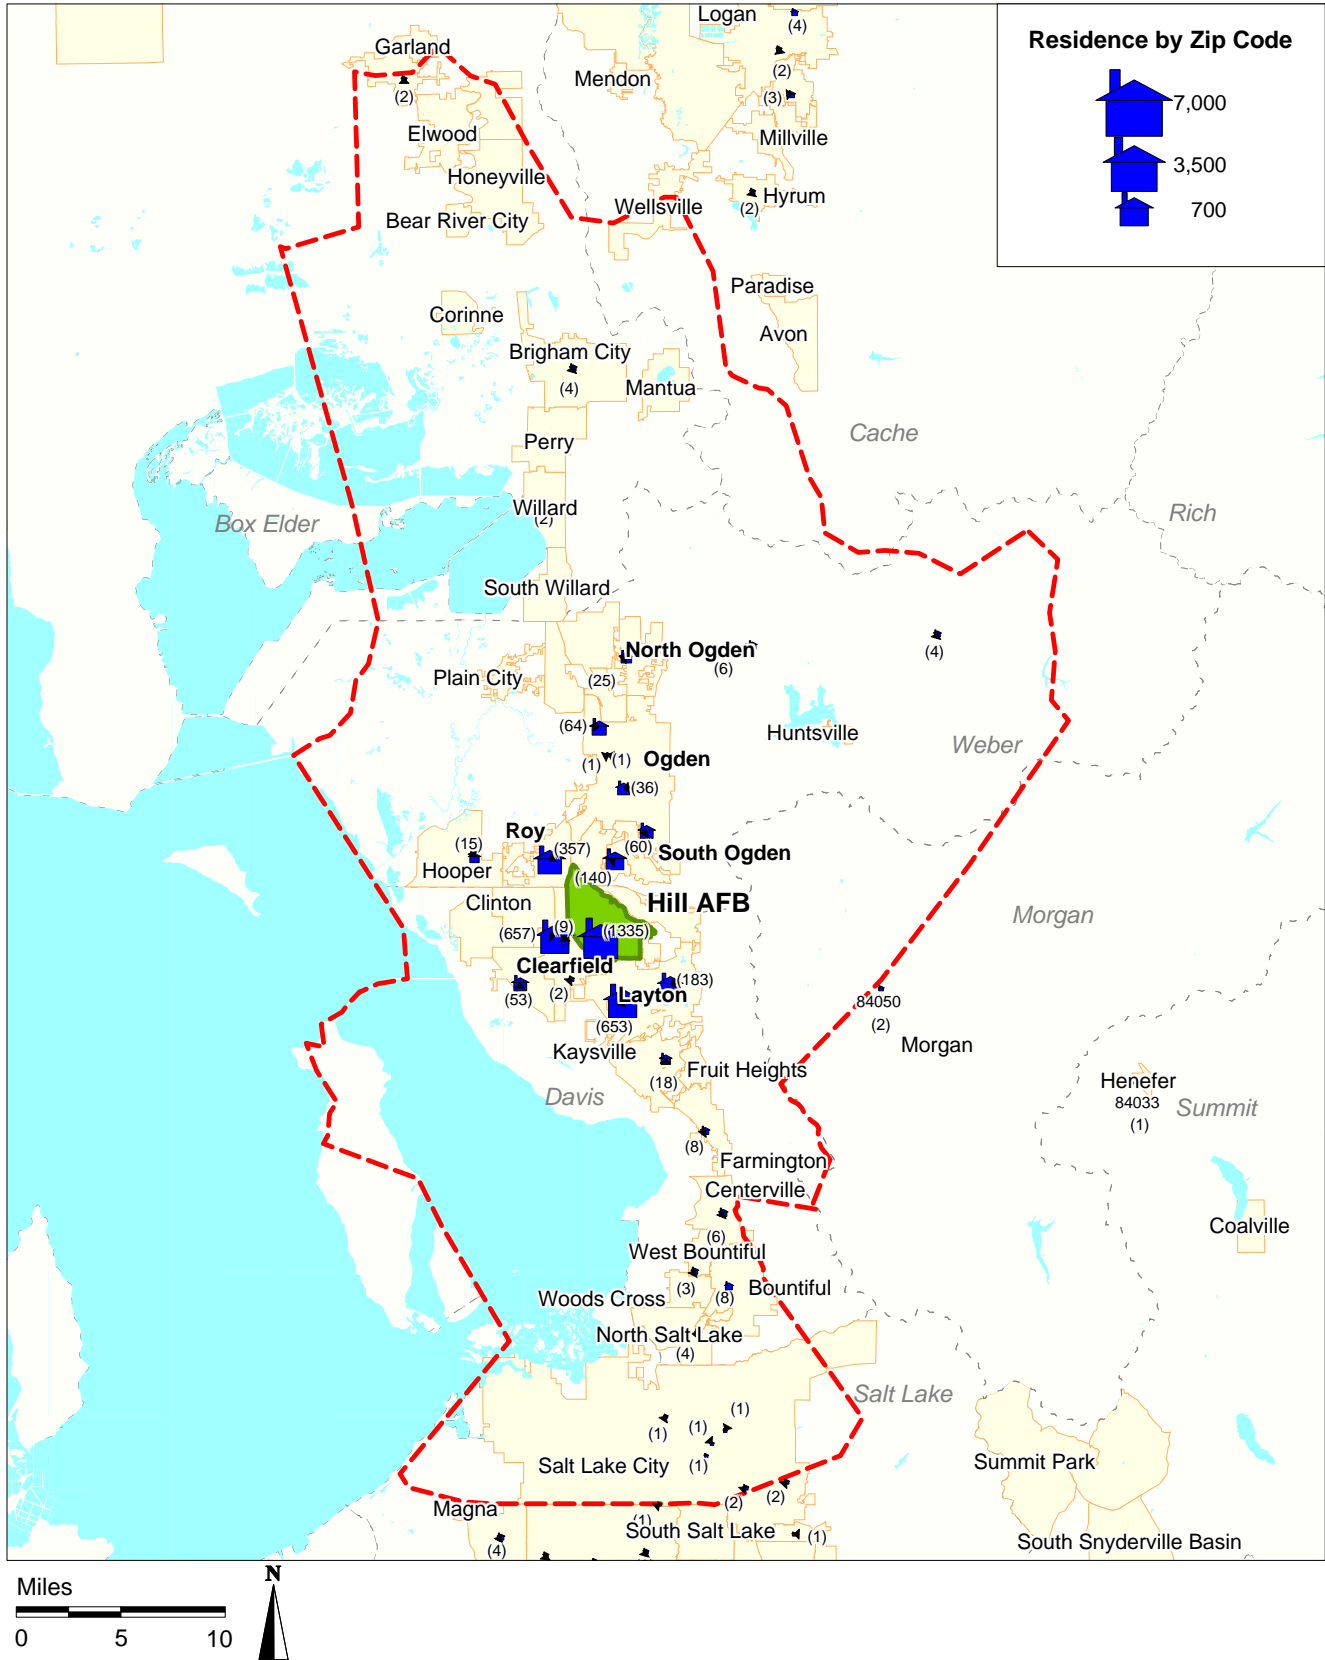 Logan
(4)
Residence by Zip Code
7,000
3,500
700
Garland
(2)
(2)
Mendon
(3)
Elwood
Millville
Honeyville
Hyrum
(2)
Wellsville
Bear River City
Paradise
Corinne
Avon
Brigham City
(4)
Mantua
Cache
Perry
Willard
(2)
Box Elder
Rich
South Willard
North Ogden
(6)
(4)
Plain City
(25)
(64)
Huntsville
Weber
(1)
(1)
Ogden
(36)
Roy
(15)
(357)
(60)
South Ogden
Hooper
(140)
Clinton
Hill AFB
Morgan
(657)
(9)
(1335)
Clearfield
(53)
(2)
(183)
Layton
(653)
84050
(2)
Morgan
Kaysville
(18)
Fruit Heights
Henefer
84033
(1)
Summit
Davis
(8)
Farmington
Centerville
(6)
Coalville
West Bountiful
(3)
Bountiful
(8)
Woods Cross
North Salt Lake
(4)
Salt Lake
(1)
(1)
(1)
(1)
Salt Lake City
Summit Park
(2)
(2)
Magna
(1)
South Salt Lake
(1)
(4)
South Snyderville Basin
Miles
0 5 10
N